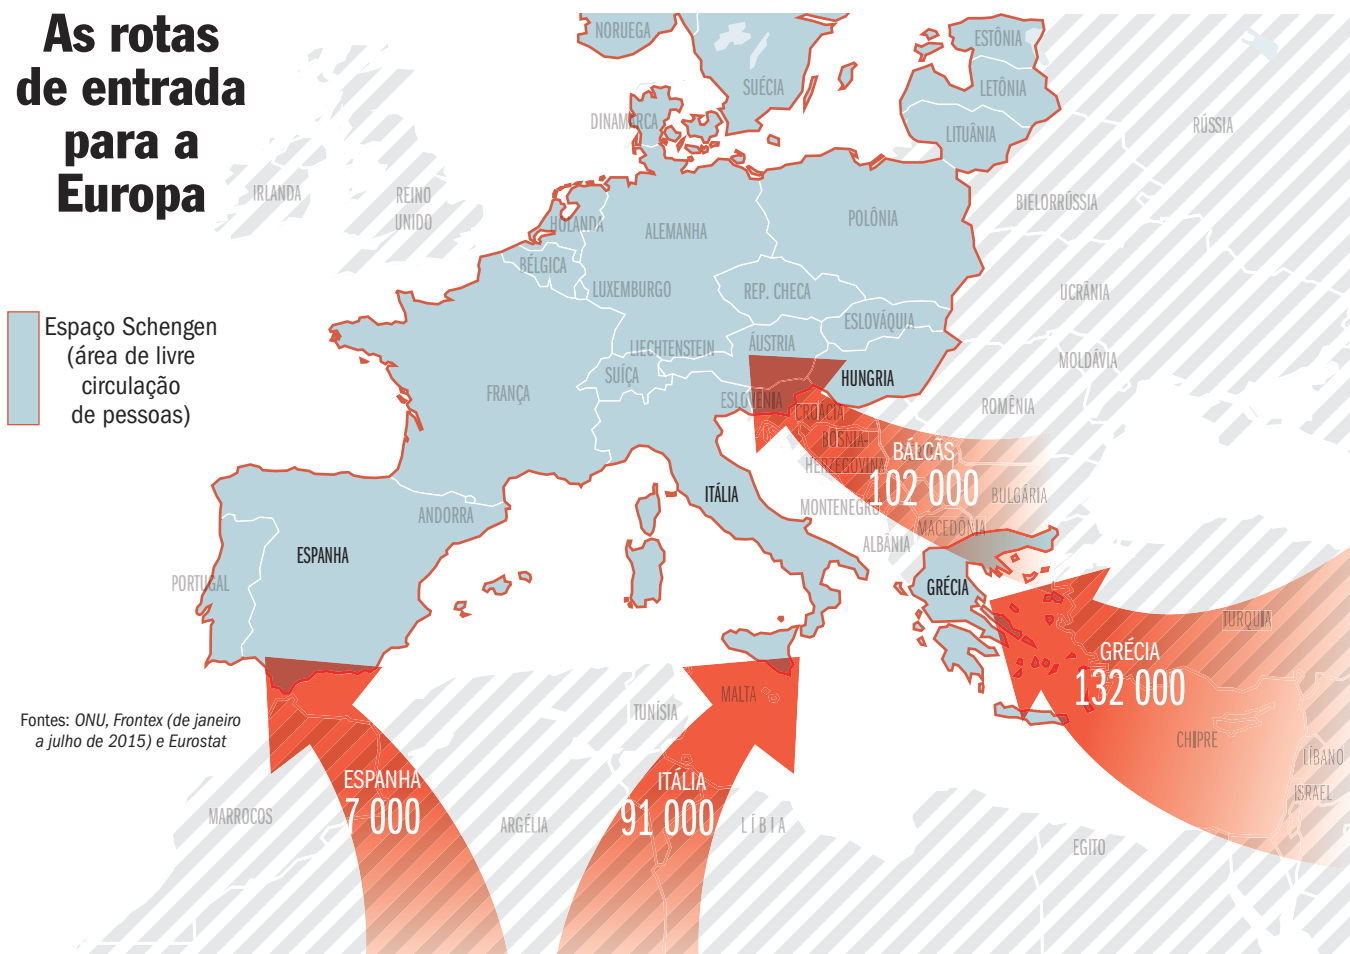 As rotas
de entrada
para a
Europa
Espaço Schengen
(área de livre
circulação
de pessoas)
Fontes: ONU, Frontex (de janeiro
a julho de 2015) e Eurostat
NORUEGA
SUÉCIA
ESTÔNIA
LETÔNIA
LITUÂNIA
RÚSSIA
DINAMARCA
IRLANDA
REINO
UNIDO
HOLANDA
ALEMANHA
POLÔNIA
BIELORRÚSSIA
BÉLGICA
LUXEMBURGO
REP. CHECA
UCRÂNIA
ESLOVÁQUIA
LIECHTENSTEIN
ÁUSTRIA
MOLDÁVIA
SUÍÇA
HUNGRIA
FRANÇA
ESLOVÊNIA
CROÁCIA
ROMÊNIA
BÓSNIA-
HERZEGOVINA
BÁLCÃS
102 000
ITÁLIA
BULGÁRIA
MONTENEGRO
ANDORRA
MACEDÔNIA
ALBÂNIA
ESPANHA
PORTUGAL
GRÉCIA
TURQUIA
GRÉCIA
132 000
MALTA
TUNÍSIA
CHIPRE
LÍBANO
ISRAEL
ESPANHA
7 000
ITÁLIA
91 000
MARROCOS
ARGÉLIA
LÍBIA
EGITO